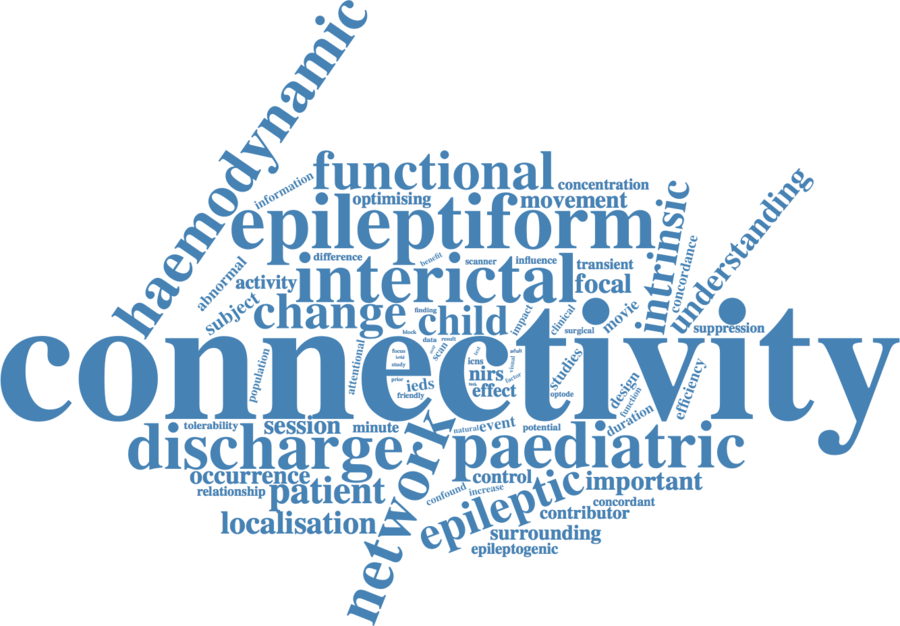 haemodynamic
functional
information
concentration
optimising
movement
epileptiform
intrinsic
understanding
difference
benefit
scanner
influence
concordance
abnormal
activity
interictal
transient
focal
subject
change
finding
child
impact
clinical
movie
surgical
suppression
block
data
result
connectivity
population
attentional
focus
bold
study
scan
icns
visual
studies
nirs
prior
ieds
friendly
effect
factor
optode
design
function
duration
efficiency
tolerability
session
minute
network
natural
event
potential
discharge
paediatric
occurrence
relationship
patient
control
confound
increase
epileptic
important
concordant
contributor
localisation
surrounding
epileptogenic